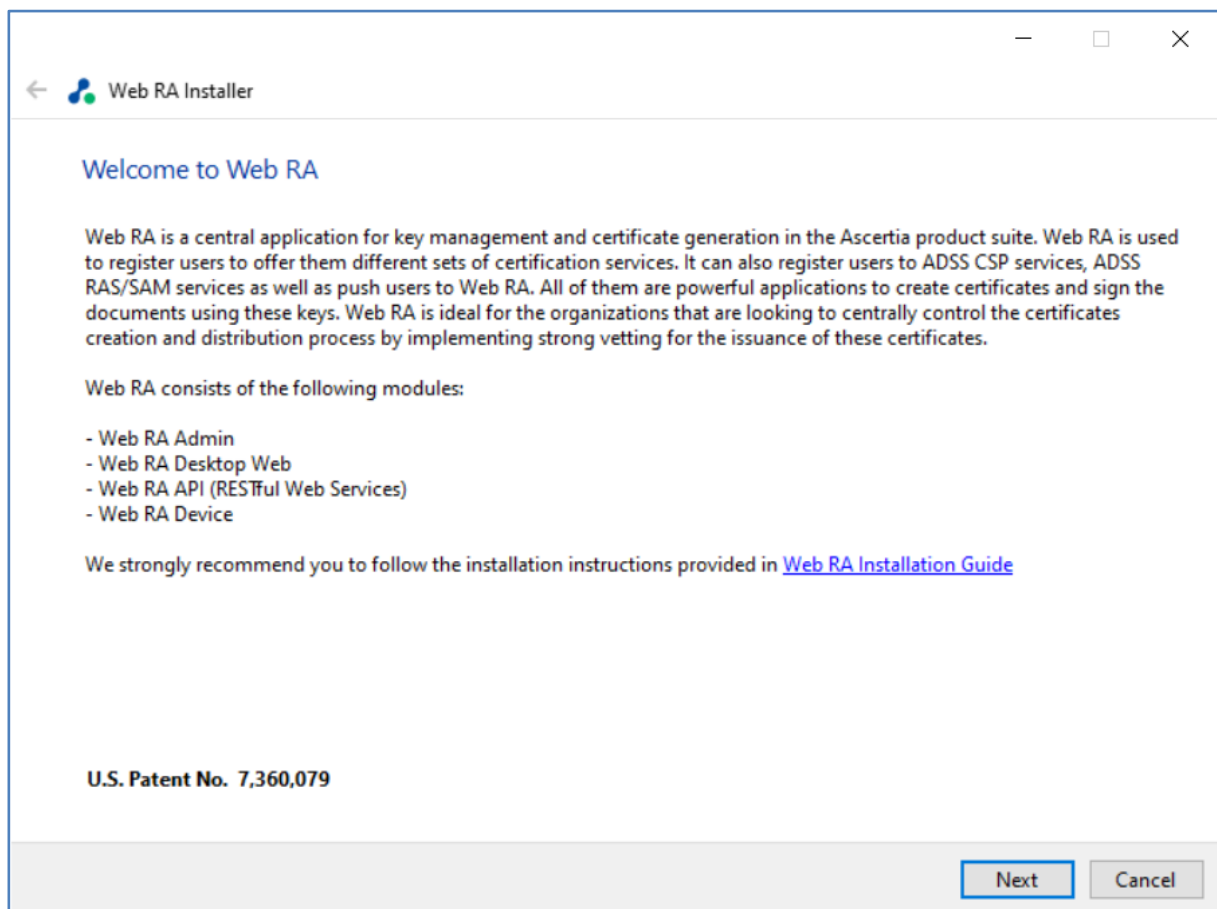 Web RA Installer
Welcome to Web RA
Web RA is a central application for key management and certificate generation in the Ascertia product suite. Web RA is used
to register users to offer them different sets of certification services. It can also register users to ADSS CSP services, ADSS
RAS/SAM services as well as push users to Web RA. All of them are powerful applications to create certificates and sign the
documents using these keys. Web RA is ideal for the organizations that are looking to centrally control the certificates
creation and distribution process by implementing strong vetting for the issuance of these certificates.
Web RA consists of the following modules:
- Web RA Admin
- Web RA Desktop Web
- Web RA API (RESTful Web Services)
- Web RA Device
We strongly recommend you to follow the installation instructions provided in Web RA Installation Guide
U.S. Patent No. 7,360,079
Next
Cancel